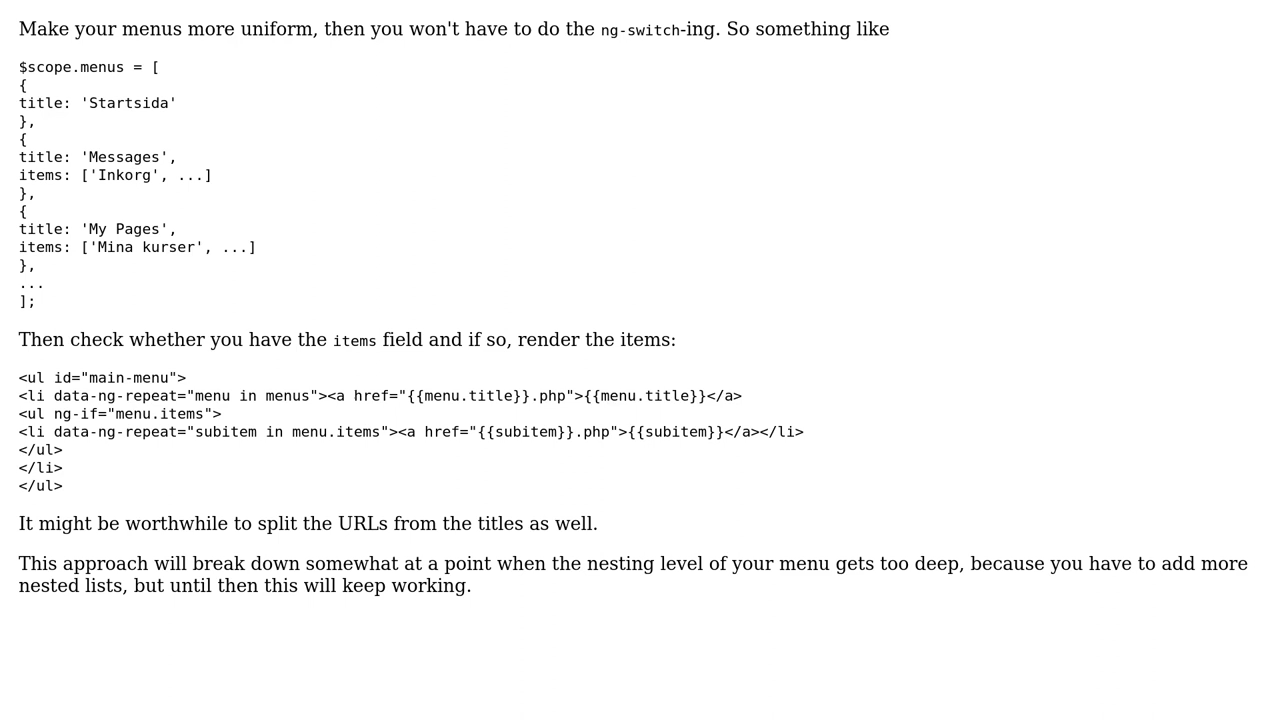 Make your menus more uniform, then you won't have to do the ng-switch-ing. So something like
$scope.menus = [
{
title: 'Startsida'
},
{
title: 'Messages',
items: ['Inkorg', ...]
},
{
title: 'My Pages',
items: ['Mina kurser', ...]
},
...
];
Then check whether you have the items field and if so, render the items:
<ul id="main-menu">
<li data-ng-repeat="menu in menus"><a href="{{menu.title}}.php">{{menu.title}}</a>
<ul ng-if="menu.items">
<li data-ng-repeat="subitem in menu.items"><a href="{{subitem}}.php">{{subitem}}</a></li>
</ul>
</li>
</ul>
It might be worthwhile to split the URLs from the titles as well.
This approach will break down somewhat at a point when the nesting level of your menu gets too deep, because you have to add more
nested lists, but until then this will keep working.